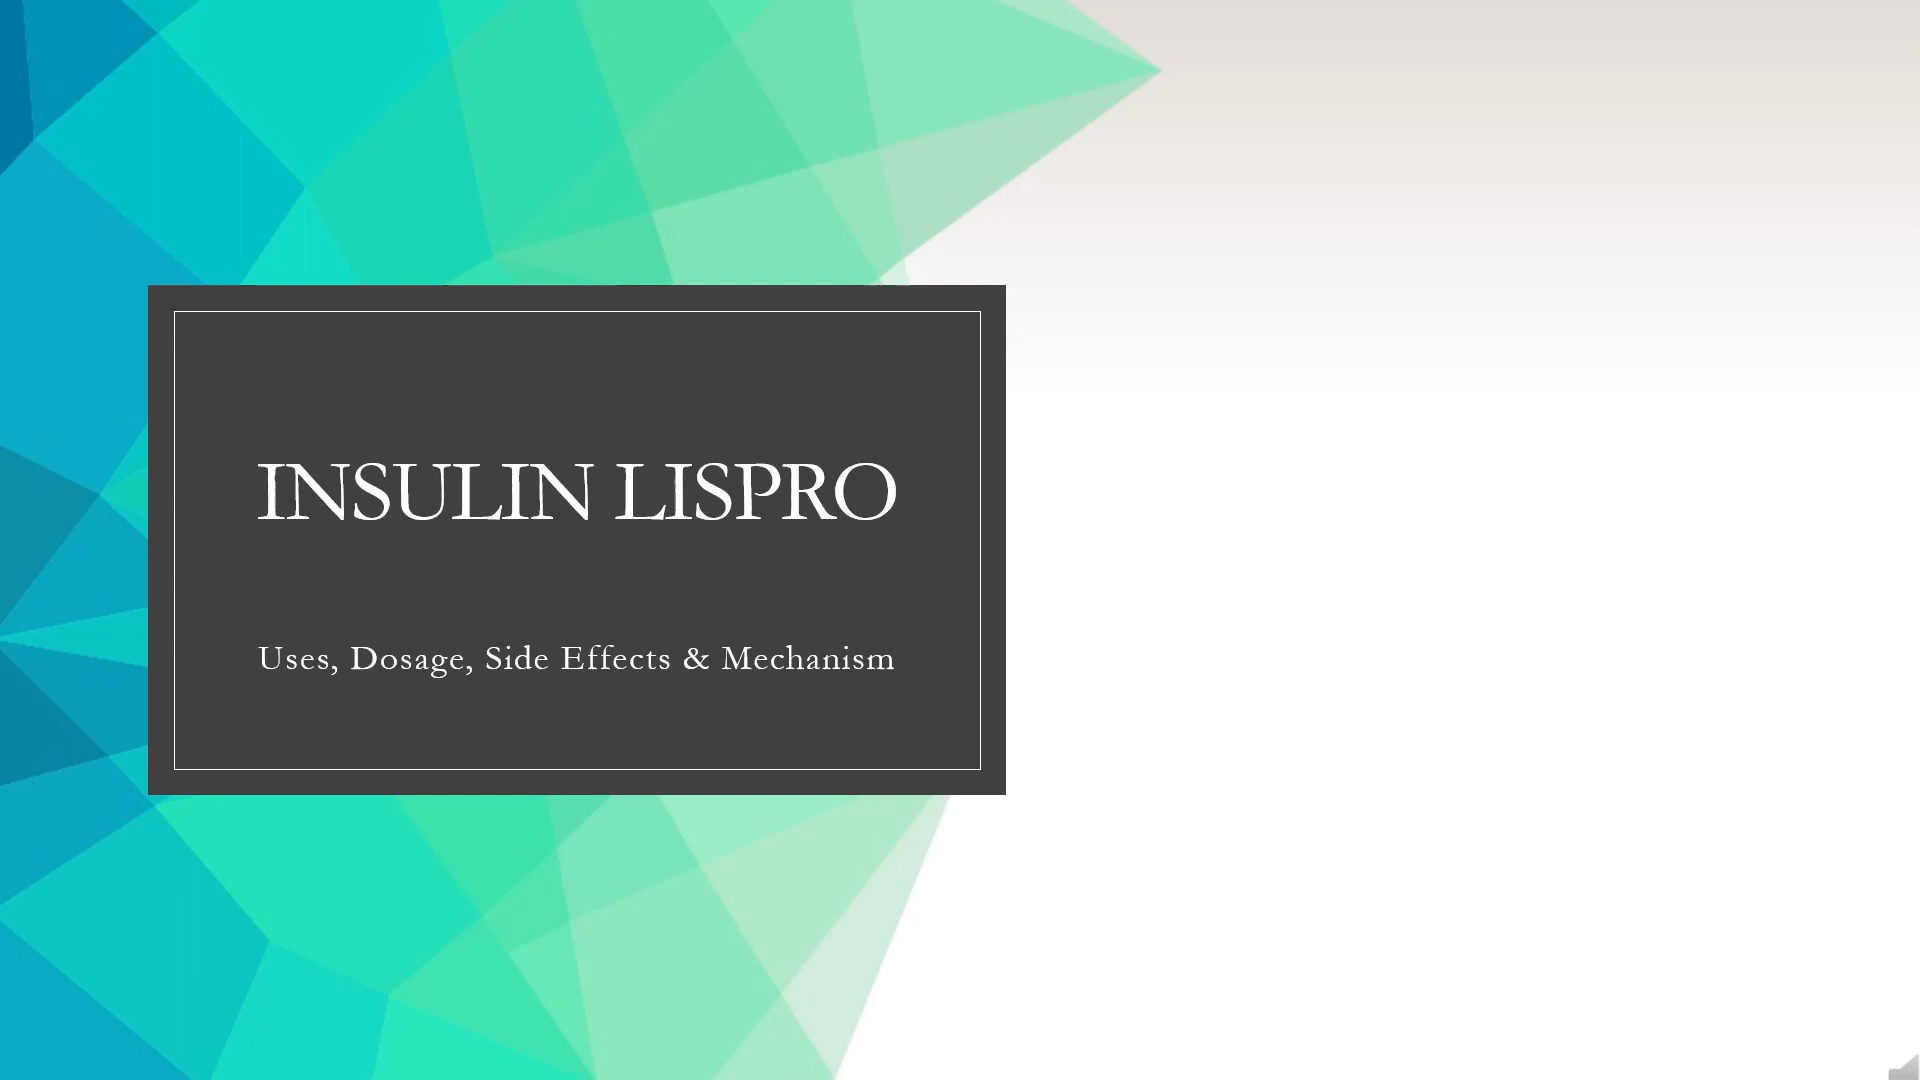 INSULIN LISPRO
Uses, Dosage, Side Effects & Mechanism